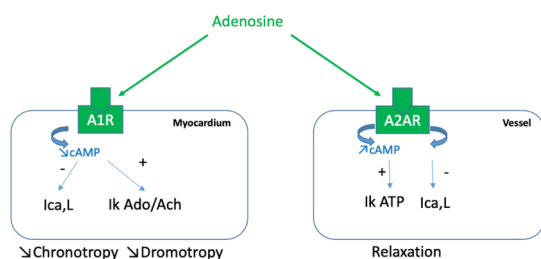 Adenosine
A1R
Myocardium
↘cAMP
-
+
Ica,L
Ik Ado/Ach
↘Chronotropy ↘Dromotropy
A2AR
Vessel
↗cAMP
+
-
Ik ATP
Ica,L
Relaxation